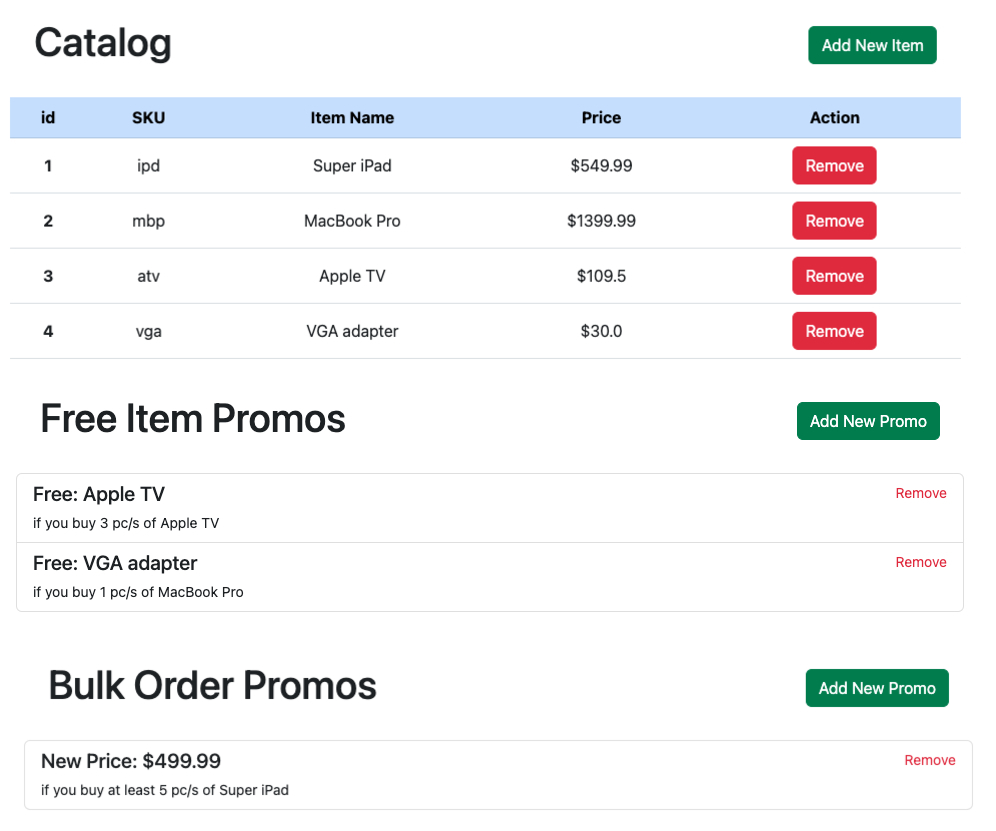 Catalog
Add New Item
id SKU Item Name Price Action
1 ipd Super iPad $549.99 Remove
2 mbp MacBook Pro $1399.99 Remove
3 atv Apple TV $109.5 Remove
4 vga VGA adapter $30.0 Remove
Free Item Promos
Add New Promo
Free: Apple TV Remove
if you buy 3 pc/s of Apple TV
Free: VGA adapter Remove
if you buy 1 pc/s of MacBook Pro
Bulk Order Promos
Add New Promo
New Price: $499.99 Remove
if you buy at least 5 pc/s of Super iPad